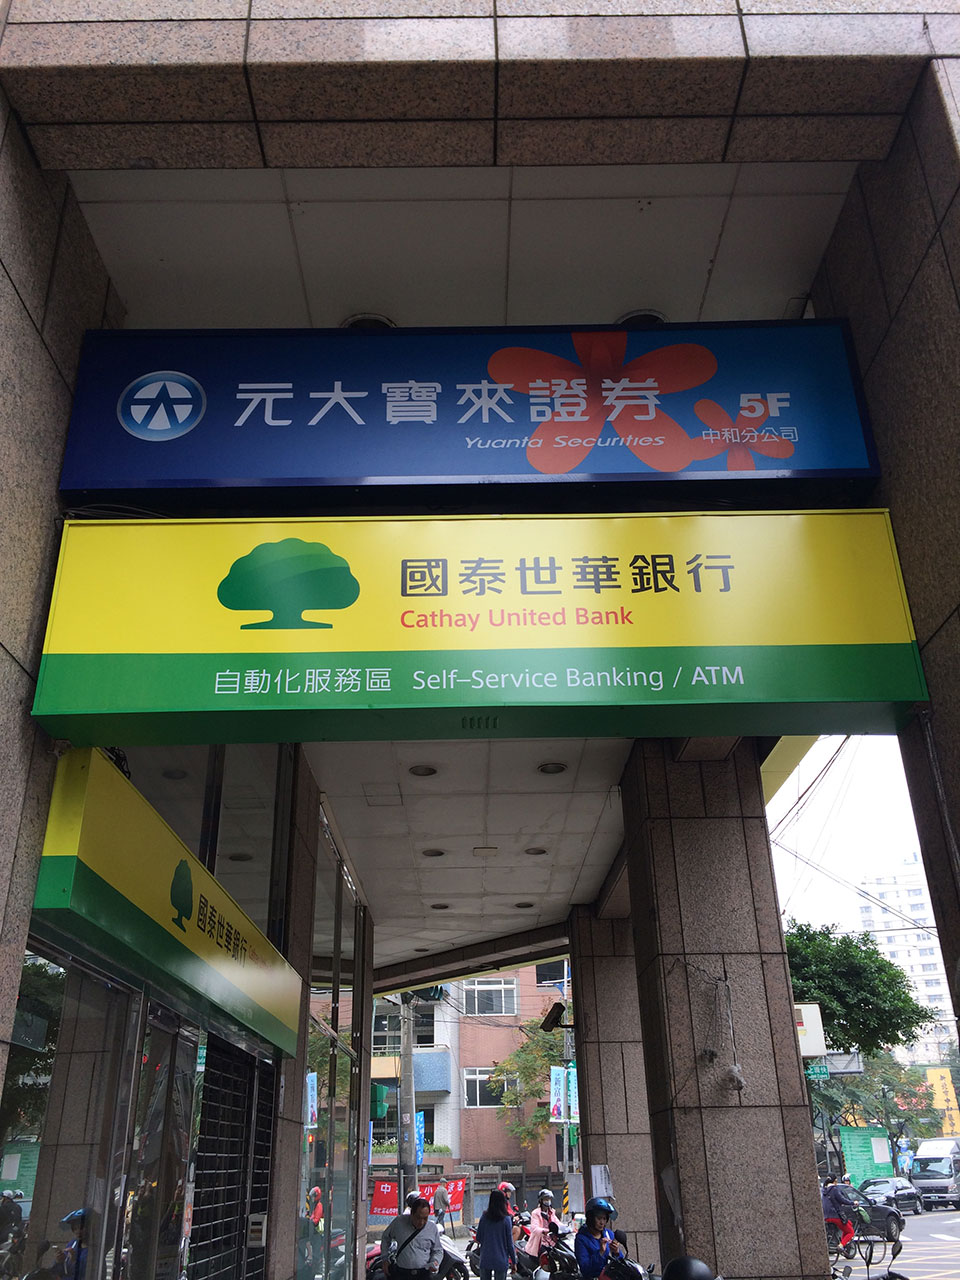 元大寶來證券
Yuanta Securities
5F
中和分公司
國泰世華銀行
Cathay United Bank
自動化服務區 Self-Service Banking / ATM
國泰世華銀行